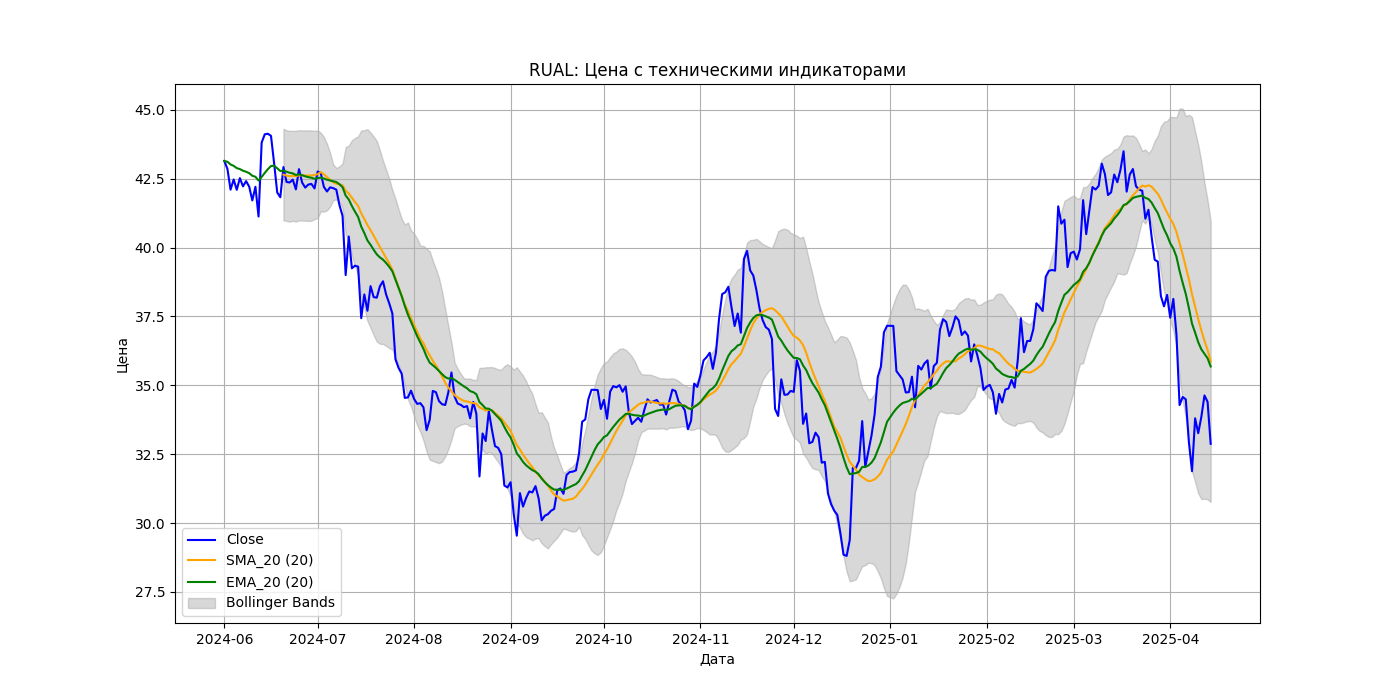 RUAL: Цена с техническими индикаторами
45.0
42.5
40.0
37.5
35.0
32.5
30.0
27.5
Цена
Close
SMA_20 (20)
EMA_20 (20)
Bollinger Bands
2024-06 2024-07 2024-08 2024-09 2024-10 2024-11 2024-12 2025-01 2025-02 2025-03 2025-04
Дата